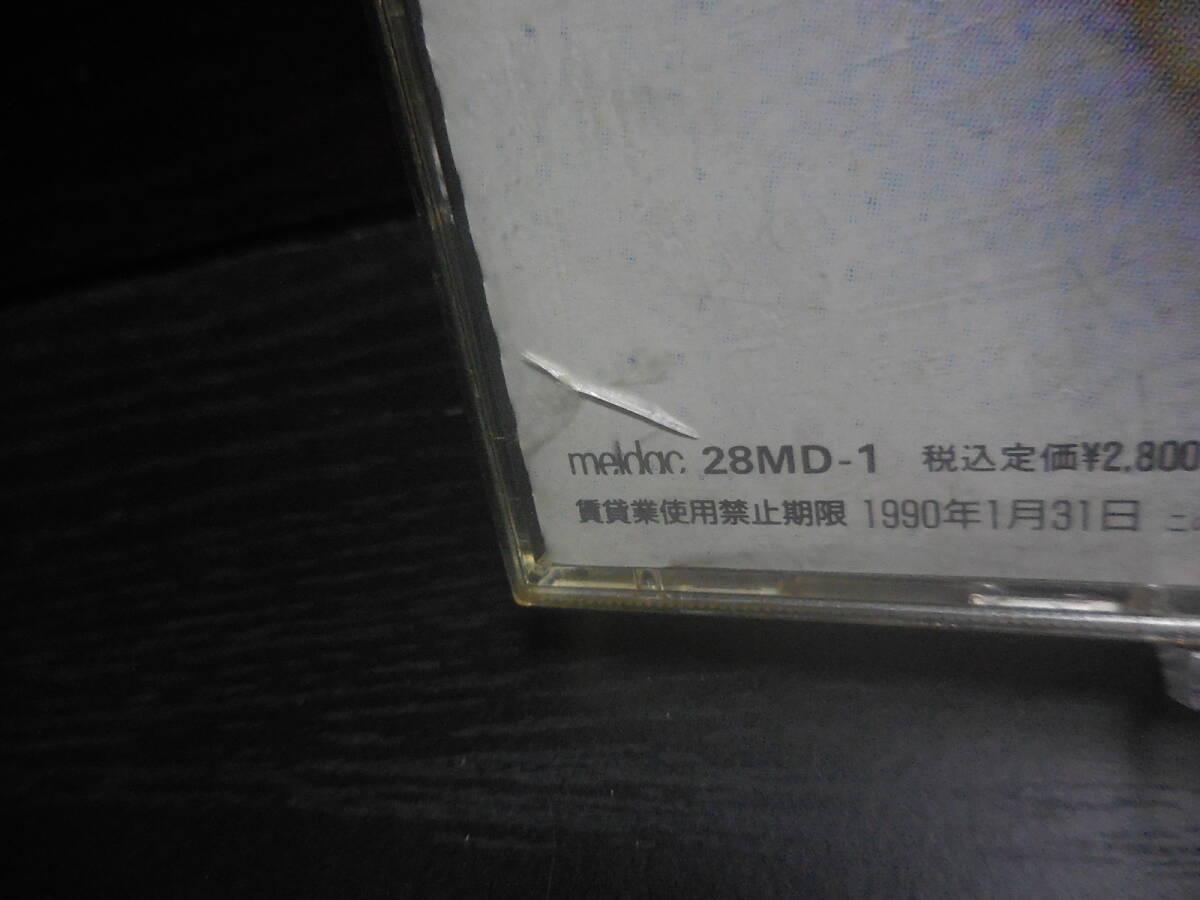 meldac 28MD-1 税込定価¥2,800
賃貸業使用禁止期限 1990年1月31日